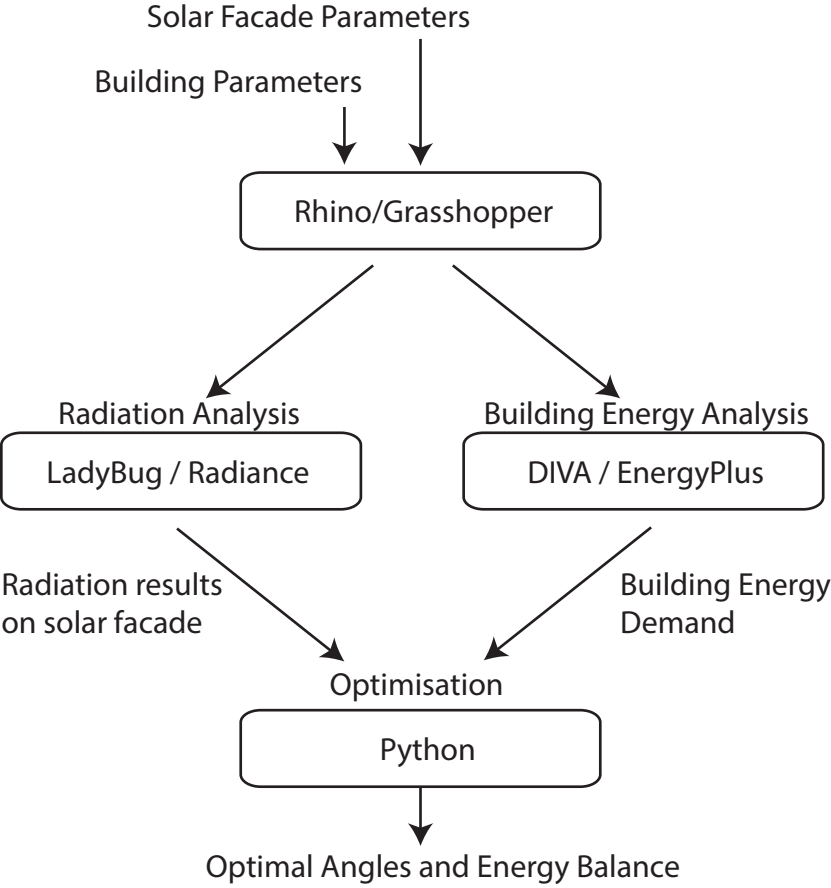 Solar Facade Parameters
Building Parameters
Rhino/Grasshopper
Radiation Analysis
LadyBug / Radiance
Building Energy Analysis
DIVA / EnergyPlus
Radiation results
on solar facade
Building Energy
Demand
Optimisation
Python
Optimal Angles and Energy Balance